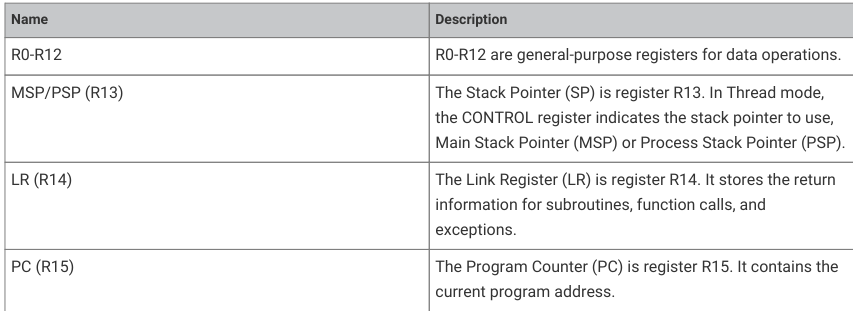 Name Description
R0-R12 R0-R12 are general-purpose registers for data operations.
MSP/PSP (R13) The Stack Pointer (SP) is register R13. In Thread mode,
the CONTROL register indicates the stack pointer to use,
Main Stack Pointer (MSP) or Process Stack Pointer (PSP).
LR (R14) The Link Register (LR) is register R14. It stores the return
information for subroutines, function calls, and
exceptions.
PC (R15) The Program Counter (PC) is register R15. It contains the
current program address.